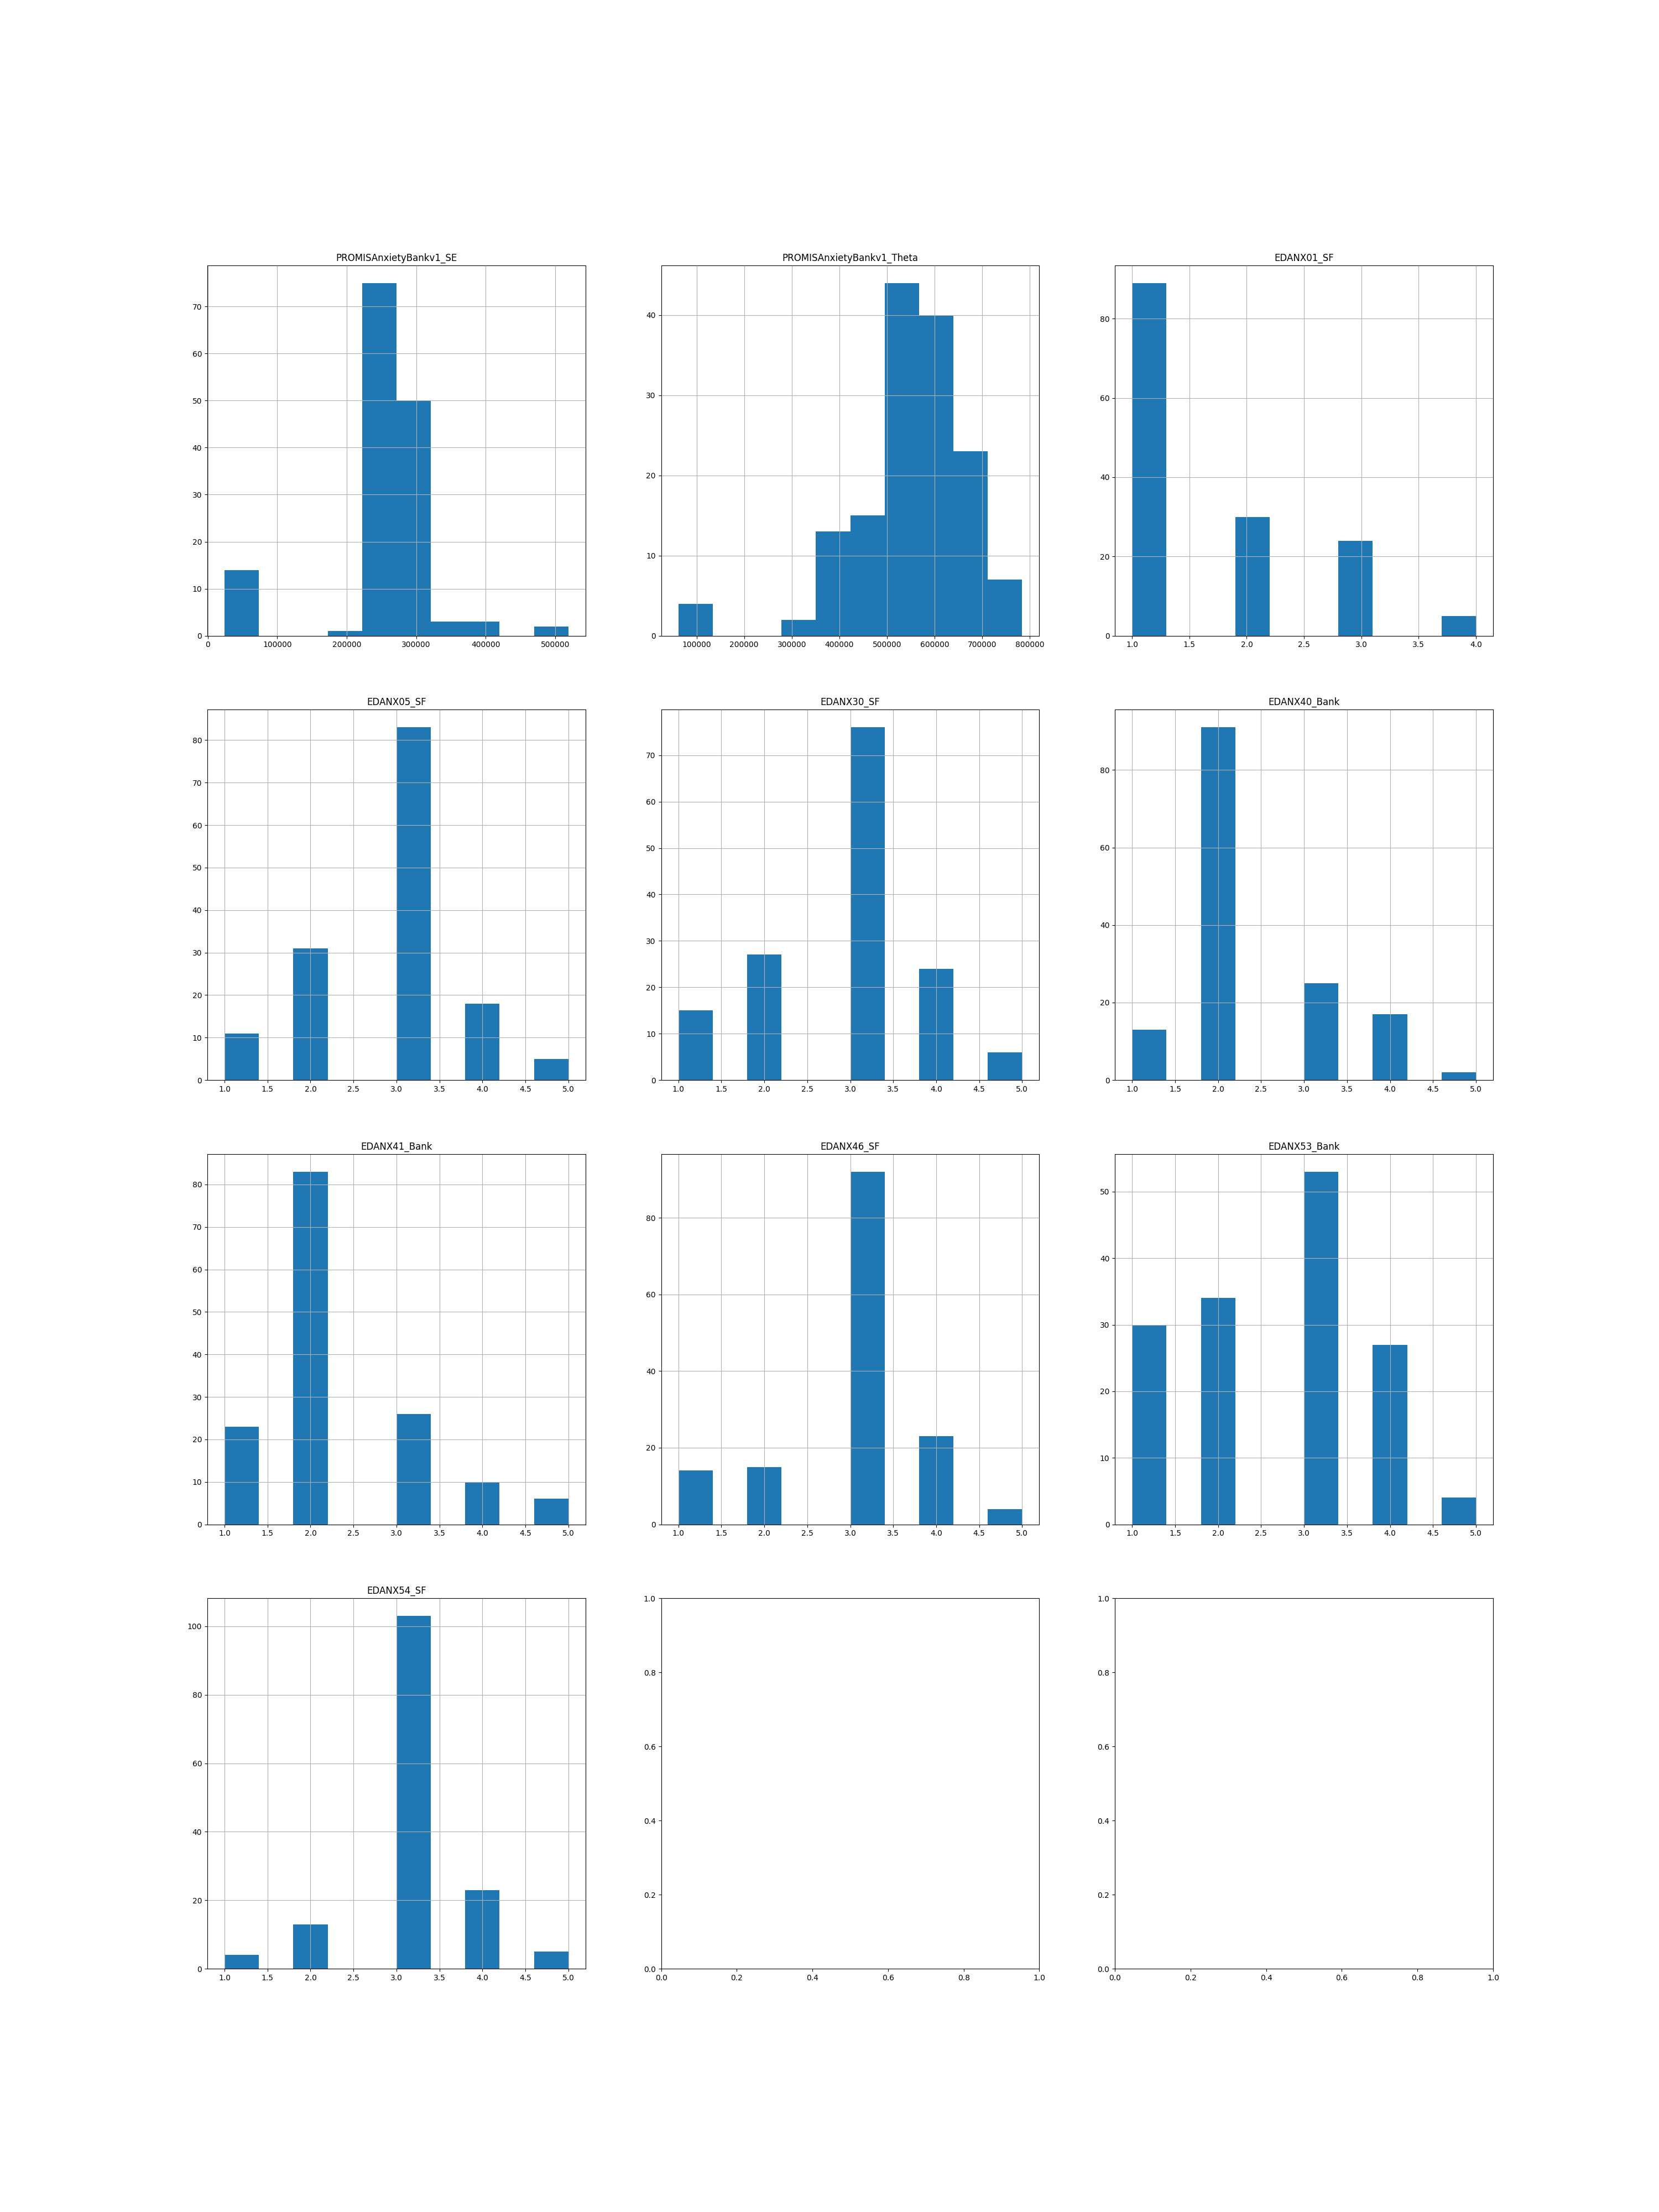 PROMISAnxietyBankv1_SE PROMISAnxietyBankv1_Theta EDANX01_SF
70 60 50 40 30 20 10 0
0 100000 200000 300000 400000 500000
40 30 20 10 0
100000 200000 300000 400000 500000 600000 700000 800000
80 60 40 20 0
1.0 1.5 2.0 2.5 3.0 3.5 4.0
EDANX05_SF EDANX30_SF EDANX40_Bank
80 70 60 50 40 30 20 10 0
1.0 1.5 2.0 2.5 3.0 3.5 4.0 4.5 5.0
70 60 50 40 30 20 10 0
1.0 1.5 2.0 2.5 3.0 3.5 4.0 4.5 5.0
80 60 40 20 0
1.0 1.5 2.0 2.5 3.0 3.5 4.0 4.5 5.0
EDANX41_Bank EDANX46_SF EDANX53_Bank
80 70 60 50 40 30 20 10 0
1.0 1.5 2.0 2.5 3.0 3.5 4.0 4.5 5.0
80 60 40 20 0
1.0 1.5 2.0 2.5 3.0 3.5 4.0 4.5 5.0
50 40 30 20 10 0
1.0 1.5 2.0 2.5 3.0 3.5 4.0 4.5 5.0
EDANX54_SF
100 80 60 40 20 0
1.0 1.5 2.0 2.5 3.0 3.5 4.0 4.5 5.0
1.0 0.8 0.6 0.4 0.2 0.0
0.0 0.2 0.4 0.6 0.8 1.0
1.0 0.8 0.6 0.4 0.2 0.0
0.0 0.2 0.4 0.6 0.8 1.0